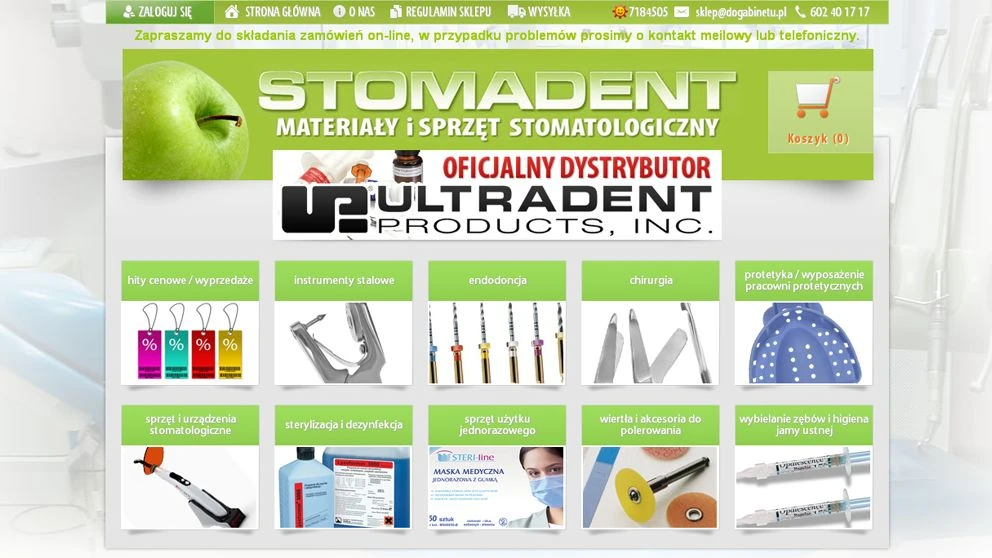 ZALOGUJ SIĘ STRONA GŁÓWNA O NAS REGULAMIN SKLEPU WYSYŁKA 7184505 sklep@dogabinetu.pl 602 40 17 17
Zapraszamy do składania zamówień on-line, w przypadku problemów prosimy o kontakt meilowy lub telefoniczny.
STOMADENT
MATERIAŁY i SPRZĘT STOMATOLOGICZNY
Koszyk (0)
OFICJALNY DYSTRYBUTOR
ULTRADENT
PRODUCTS, INC.
hity cenowe / wyprzedaże
instrumenty stalowe
endodoncja
chirurgia
protetyka / wyposażenie
pracowni protetycznych
% % % %
sprzęt i urządzenia
stomatologiczne
sterylizacja i dezynfekcja
sprzęt użytku
jednorazowego
wiertła i akcesoria do
polerowania
wybielanie zębów i higiena
jamy ustnej
STERI-line
MASKA MEDYCZNA
JEDNORAZOWA Z GUMKĄ
50 sztuk
Opalescence
Opalescence